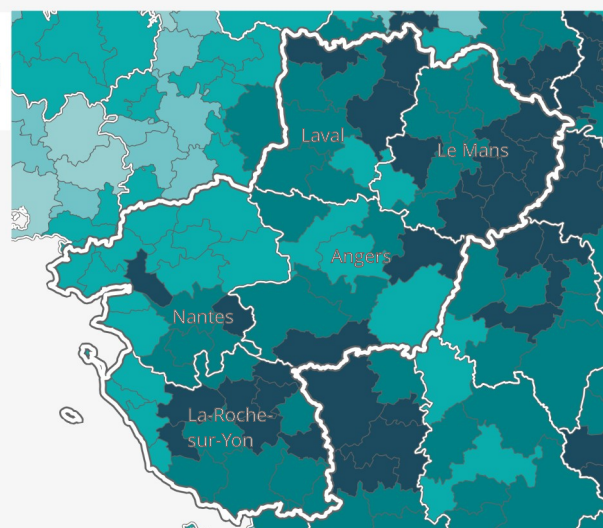 Laval
Le Mans
Angers
Nantes
La-Roche-
sur-Yon